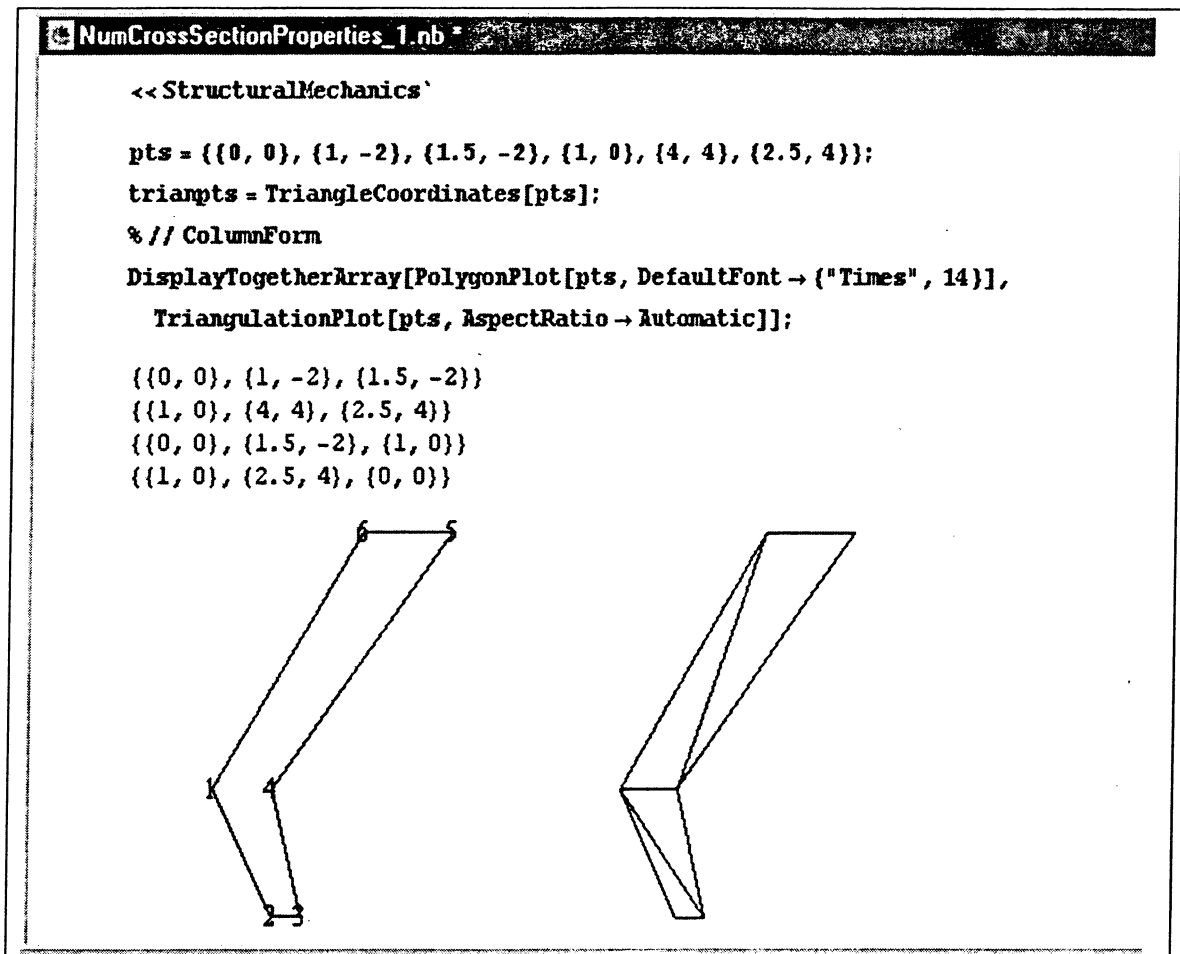 NumCrossSectionProperties_1.nb *
<<StructuralMechanics`
pts = {{0, 0}, {1, -2}, {1.5, -2}, {1, 0}, {4, 4}, {2.5, 4}};
trianpts = TriangleCoordinates[pts];
% // ColumnForm
DisplayTogetherArray[PolygonPlot[pts, DefaultFont → {"Times", 14}],
TriangulationPlot[pts, AspectRatio → Automatic]];
{{0, 0}, {1, -2}, {1.5, -2}}
{{1, 0}, {4, 4}, {2.5, 4}}
{{0, 0}, {1.5, -2}, {1, 0}}
{{1, 0}, {2.5, 4}, {0, 0}}
6 5
1 4
2 3